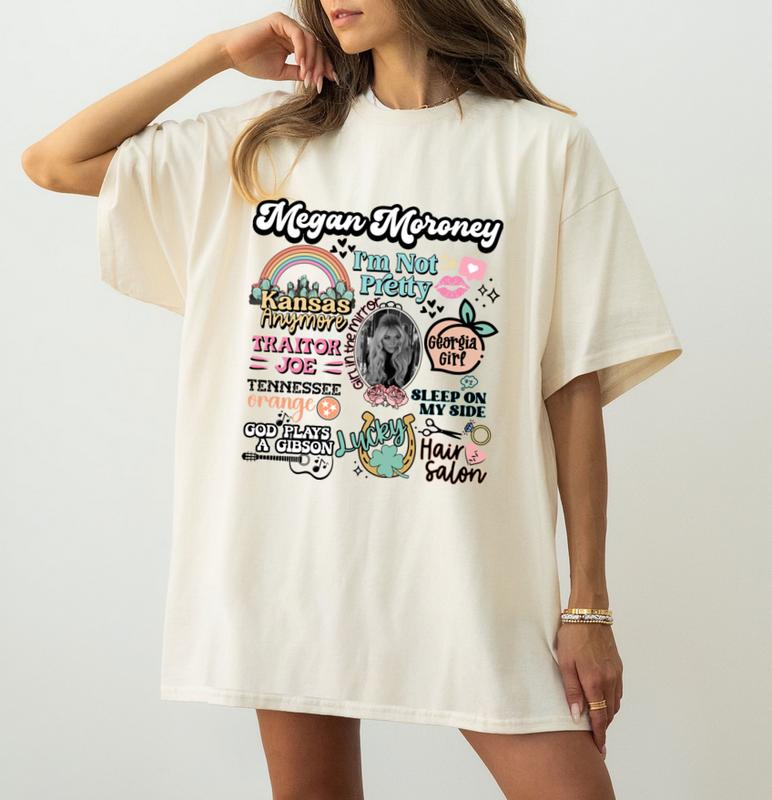 Megan Moroney
I'm Not
Pretty
Kansas
Anymore
Girl in the mirror
Georgia
Girl
TRAITOR
JOE
TENNESSEE
orange
SLEEP ON
MY SIDE
GOD PLAYS
A GIBSON
Lucky
Hair
Salon